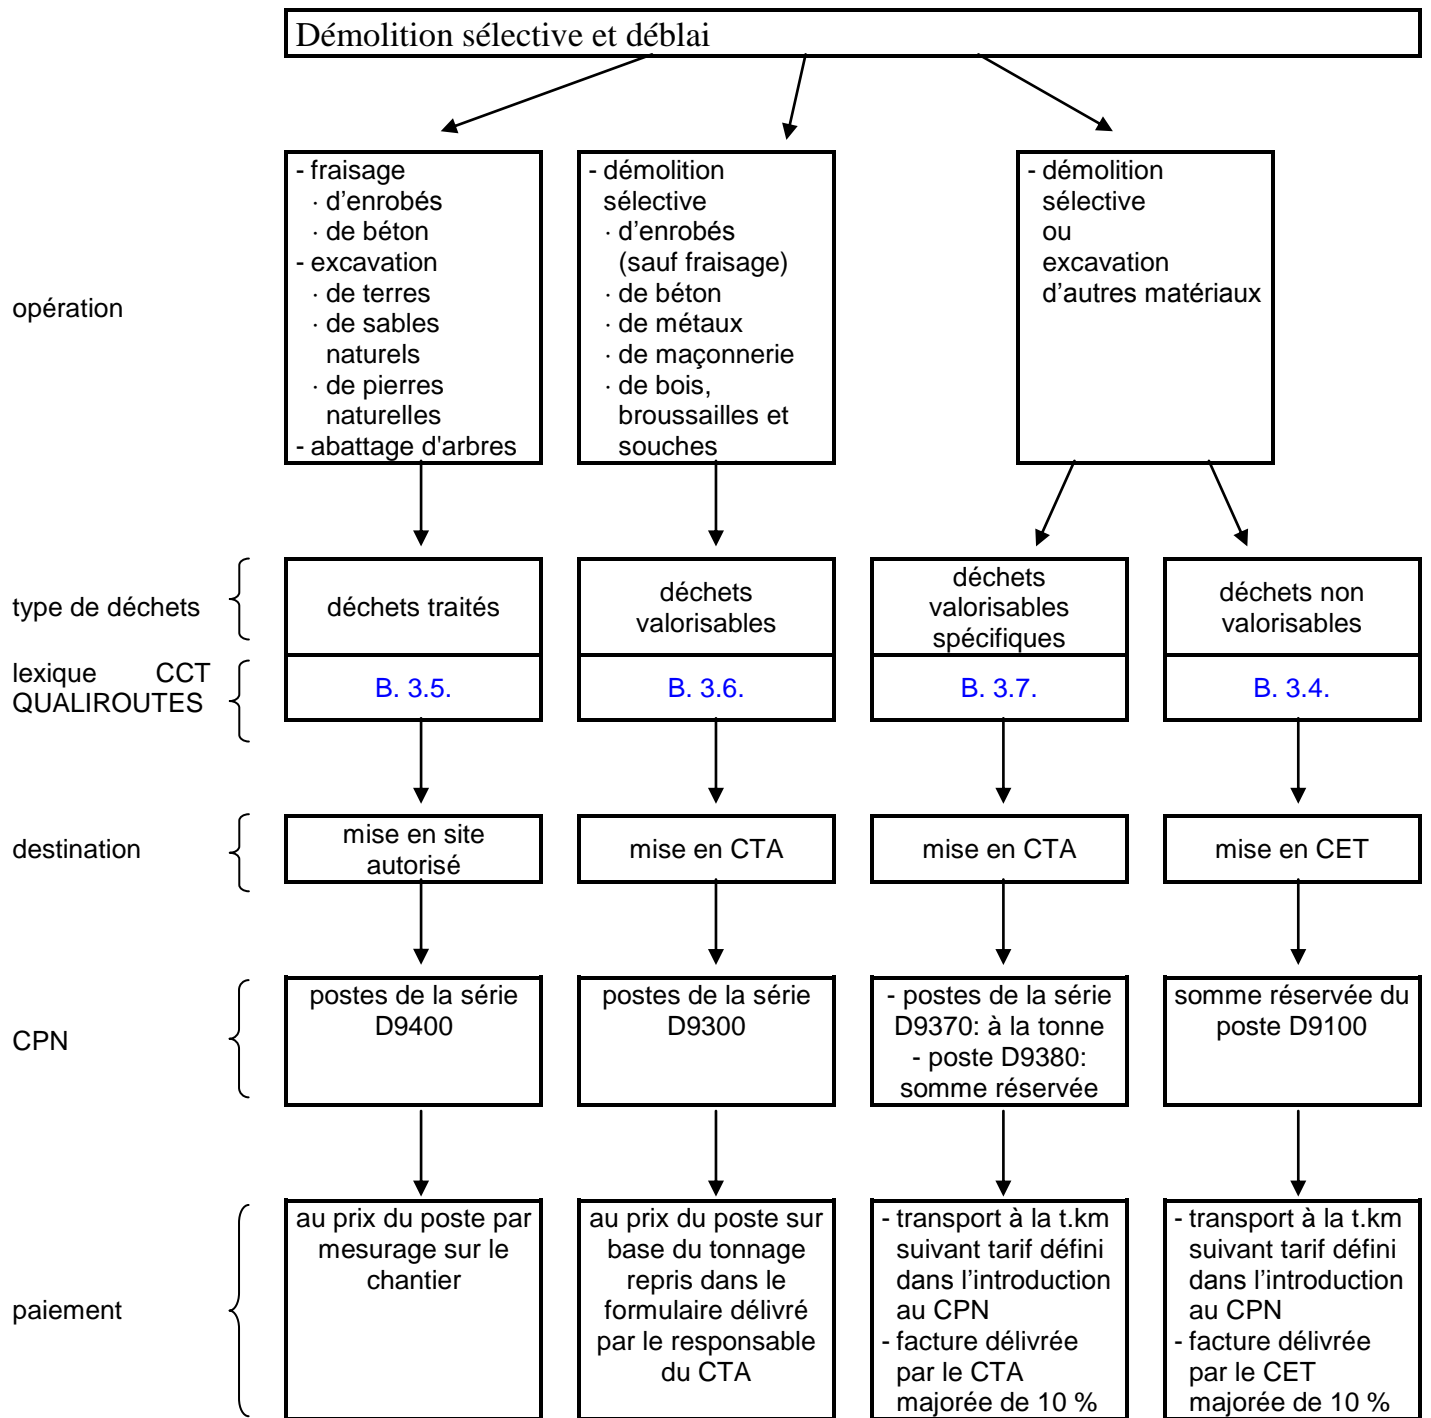 Démolition sélective et déblai
opération
- fraisage
· d’enrobés
· de béton
- excavation
· de terres
· de sables
naturels
· de pierres
naturelles
- abattage d'arbres
- démolition
sélective
· d’enrobés
(sauf fraisage)
· de béton
· de métaux
· de maçonnerie
· de bois,
broussailles et
souches
- démolition
sélective
ou
excavation
d’autres matériaux
type de déchets
déchets traités
déchets
valorisables
déchets
valorisables
spécifiques
déchets non
valorisables
lexique CCT
QUALIROUTES
B. 3.5.
B. 3.6.
B. 3.7.
B. 3.4.
destination
mise en site
autorisé
mise en CTA
mise en CTA
mise en CET
CPN
postes de la série
D9400
postes de la série
D9300
- postes de la série
D9370: à la tonne
- poste D9380:
somme réservée
somme réservée du
poste D9100
paiement
au prix du poste par
mesurage sur le
chantier
au prix du poste sur
base du tonnage
repris dans le
formulaire délivré
par le responsable
du CTA
- transport à la t.km
suivant tarif défini
dans l’introduction
au CPN
- facture délivrée
par le CTA
majorée de 10 %
- transport à la t.km
suivant tarif défini
dans l’introduction
au CPN
- facture délivrée
par le CET
majorée de 10 %